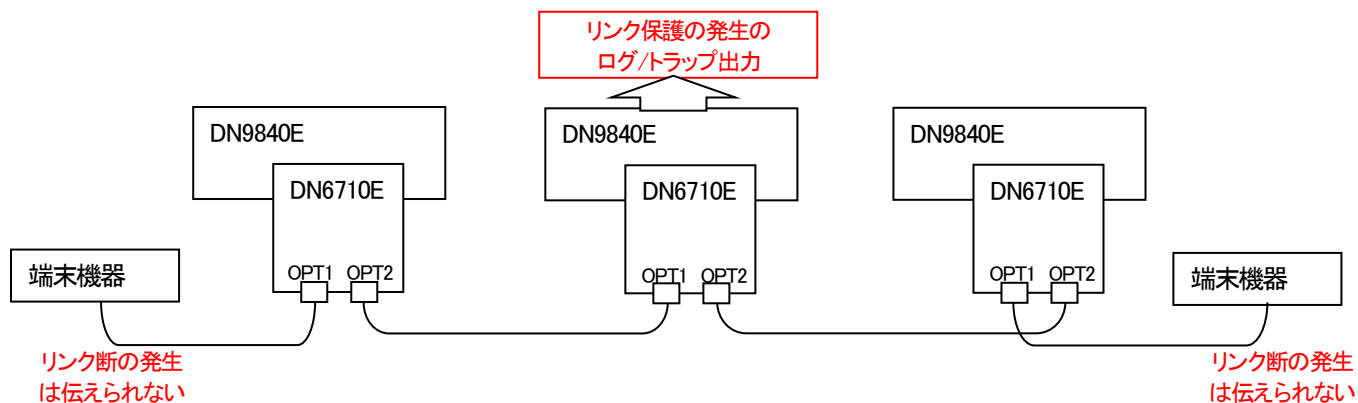 リンク保護の発生の
ログ/トラップ出力
DN9840E
DN6710E
OPT1 OPT2
DN9840E
DN6710E
OPT1 OPT2
DN9840E
DN6710E
OPT1 OPT2
端末機器
リンク断の発生
は伝えられない
端末機器
リンク断の発生
は伝えられない